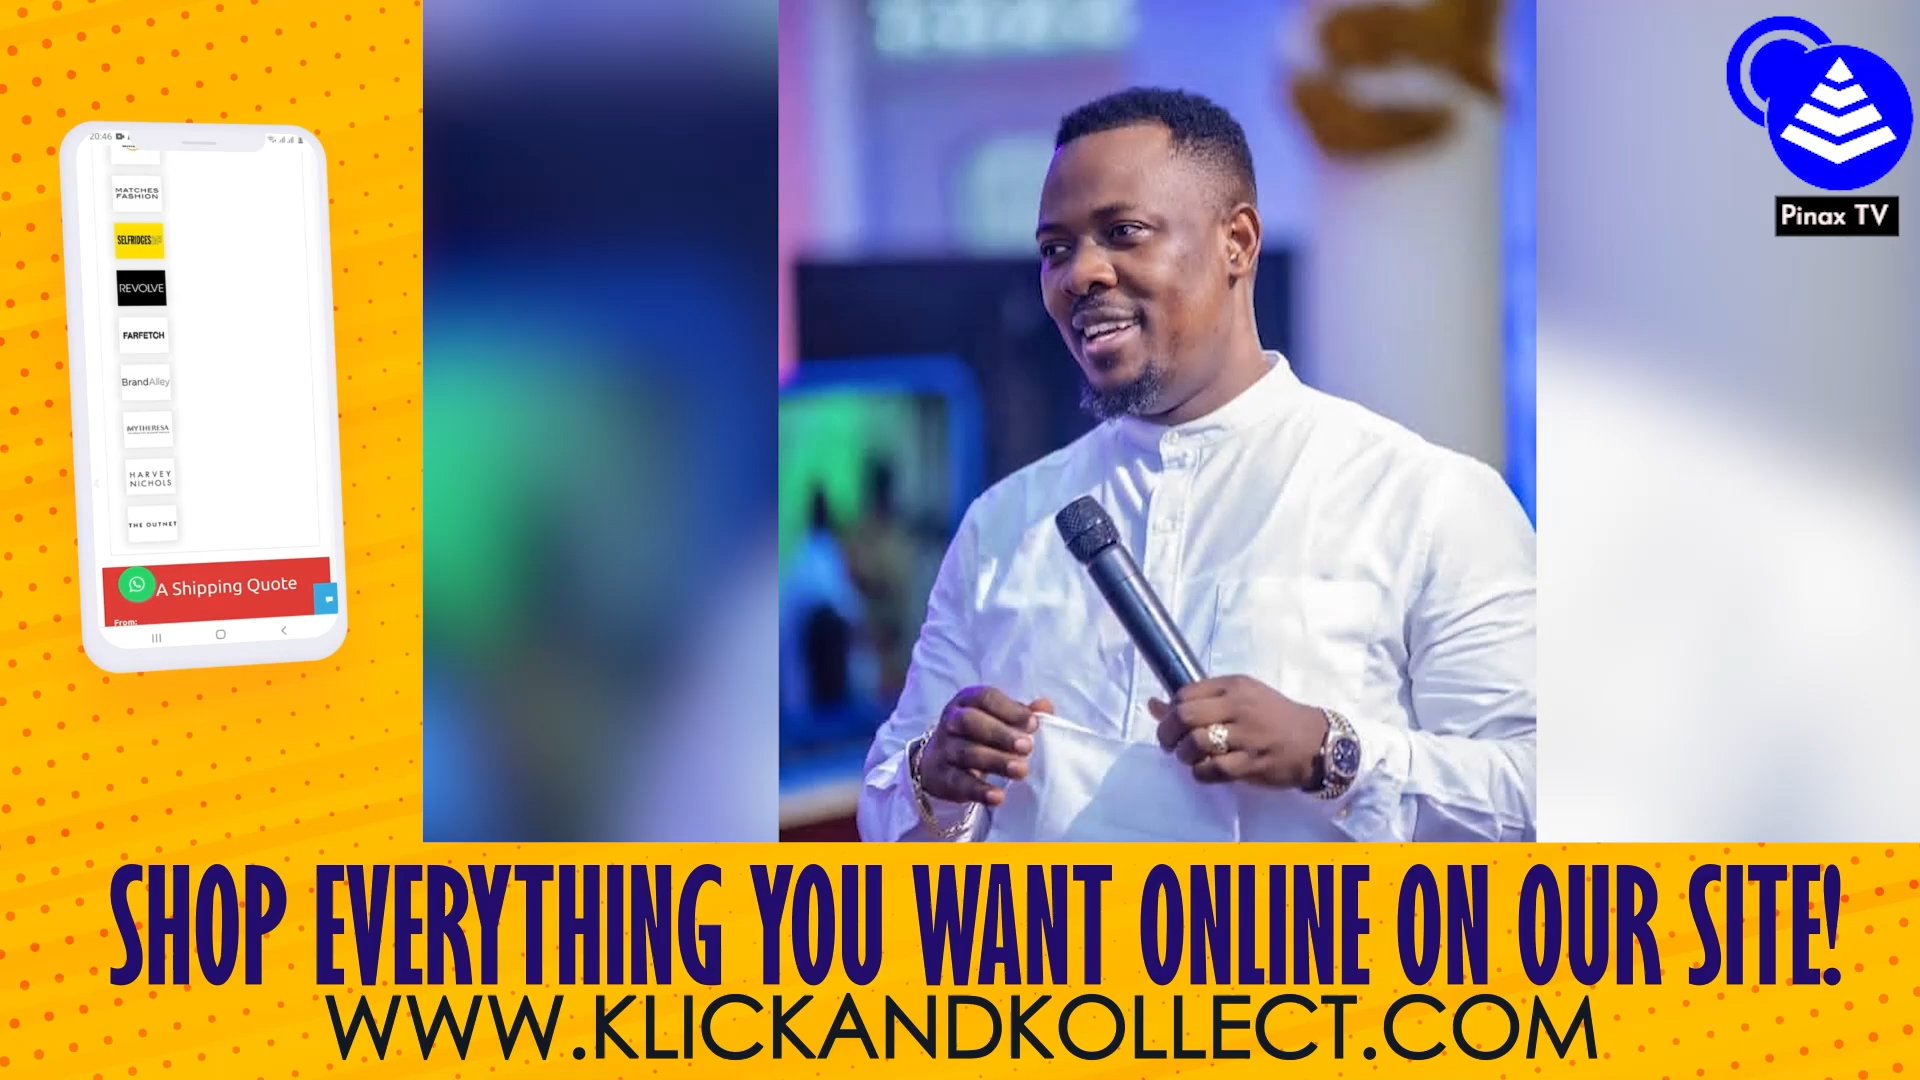 20:46
MATCHES
FASHION
SELFRIDGES
REVOLVE
FARFETCH
BrandAlley
MYTHERESA
HARVEY
NICHOLS
THE OUTNET
A Shipping Quote
From:
Pinax TV
SHOP EVERYTHING YOU WANT ONLINE ON OUR SITE!
WWW.KLICKANDKOLLECT.COM